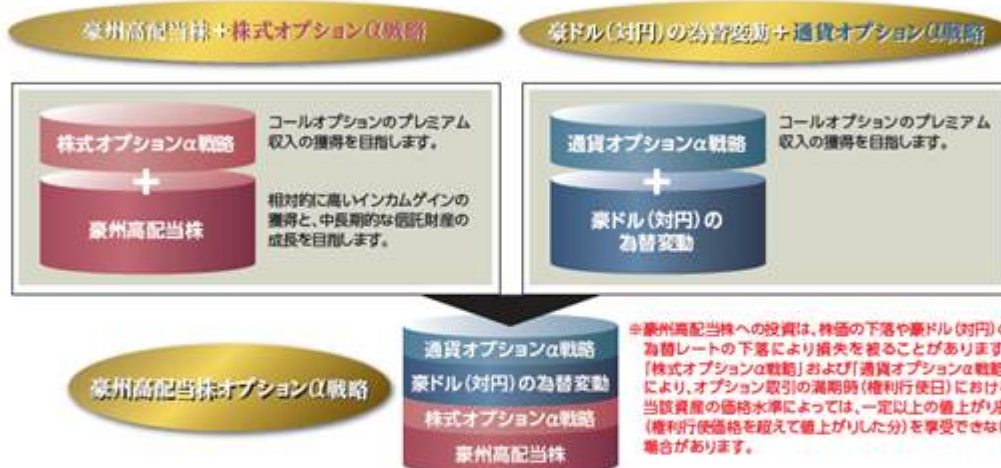 豪州高配当株+株式オプションα戦略
豪ドル(対円)の為替変動+通貨オプションα戦略
株式オプションα戦略
+
豪州高配当株
コールオプションのプレミアム
収入の獲得を目指します。
相対的に高いインカムゲインの
獲得と、中長期的な信託財産の
成長を目指します。
通貨オプションα戦略
+
豪ドル(対円)の
為替変動
コールオプションのプレミアム
収入の獲得を目指します。
豪州高配当株オプションα戦略
通貨オプションα戦略
豪ドル(対円)の為替変動
株式オプションα戦略
豪州高配当株
※豪州高配当株への投資は、株価の下落や豪ドル(対円)の
為替レートの下落により損失を被ることがあります
「株式オプションα戦略」および「通貨オプションα戦略
により、オプション取引の満期時(権利行使日)におけ
当該資産の価格水準によっては、一定以上の値上がり
(権利行使価格を超えて値上がりした分)を享受できな
場合があります。